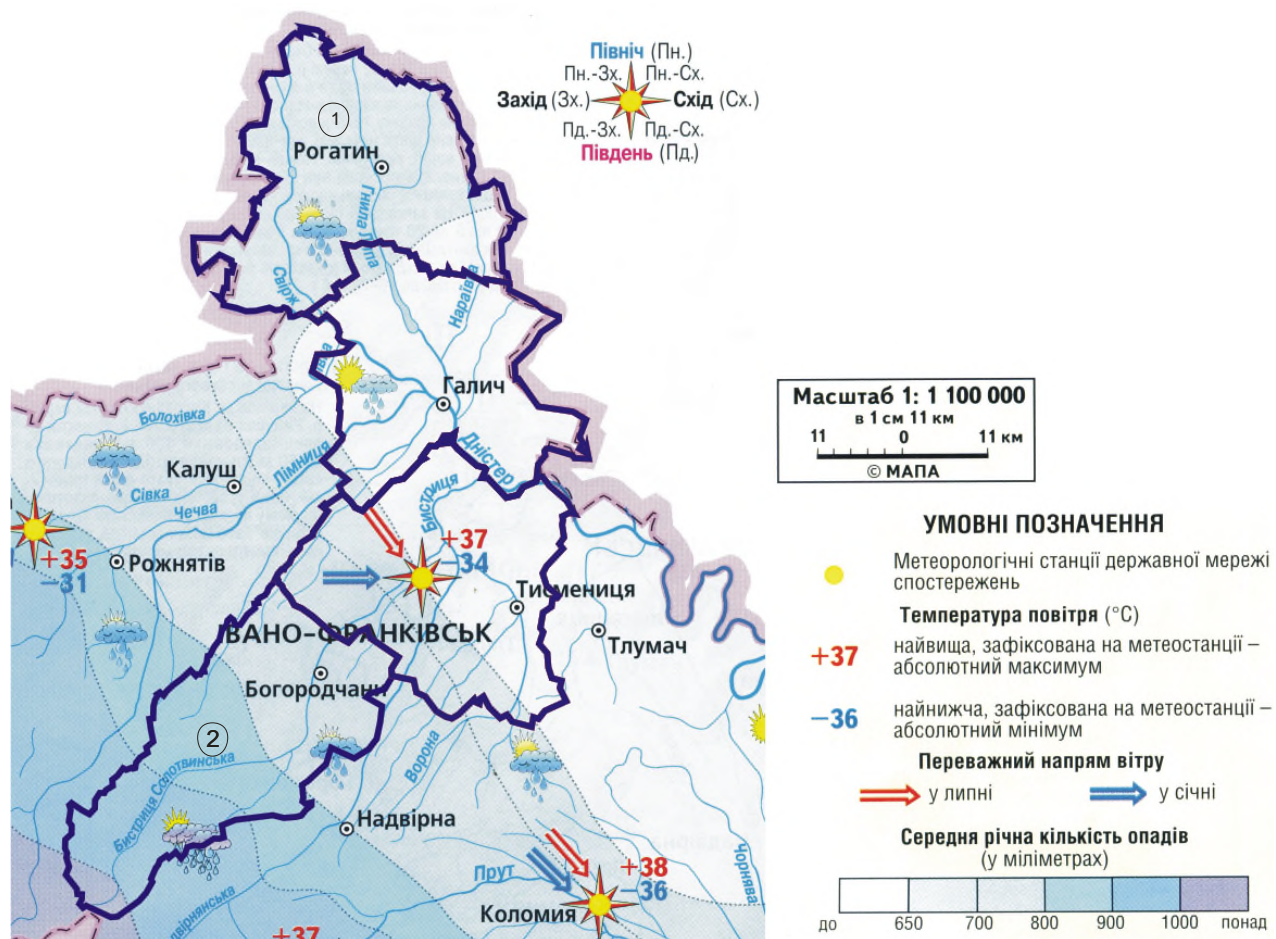 Північ (Пн.)
Пн.-Зх. Пн.-Сх.
Захід (Зх.) Схід (Сх.)
Пд.-Зх. Пд.-Сх.
Південь (Пд.)
1
Рогатин
Гнила Липа
Свірж
Нараївка
Галич
Болохівка
Дністер
Лімниця
Калуш
Бистриця
Сівка
Чечва
+37
−34
+35
−31
Рожнятів
Тисмениця
ІВАНО–ФРАНКІВСЬК
Тлумач
Богородчани
2
Бистриця Солотвинська
Ворона
Надвірна
Прут
+38
−36
Чорнява
Коломия
+37
Масштаб 1: 1 100 000
в 1 см 11 км
11 0 11 км
© МАПА
УМОВНІ ПОЗНАЧЕННЯ
Метеорологічні станції державної мережі
спостережень
Температура повітря (°С)
+37 найвища, зафіксована на метеостанції –
абсолютний максимум
−36 найнижча, зафіксована на метеостанції –
абсолютний мінімум
Переважний напрям вітру
у липні у січні
Середня річна кількість опадів
(у міліметрах)
до 650 700 800 900 1000 понад